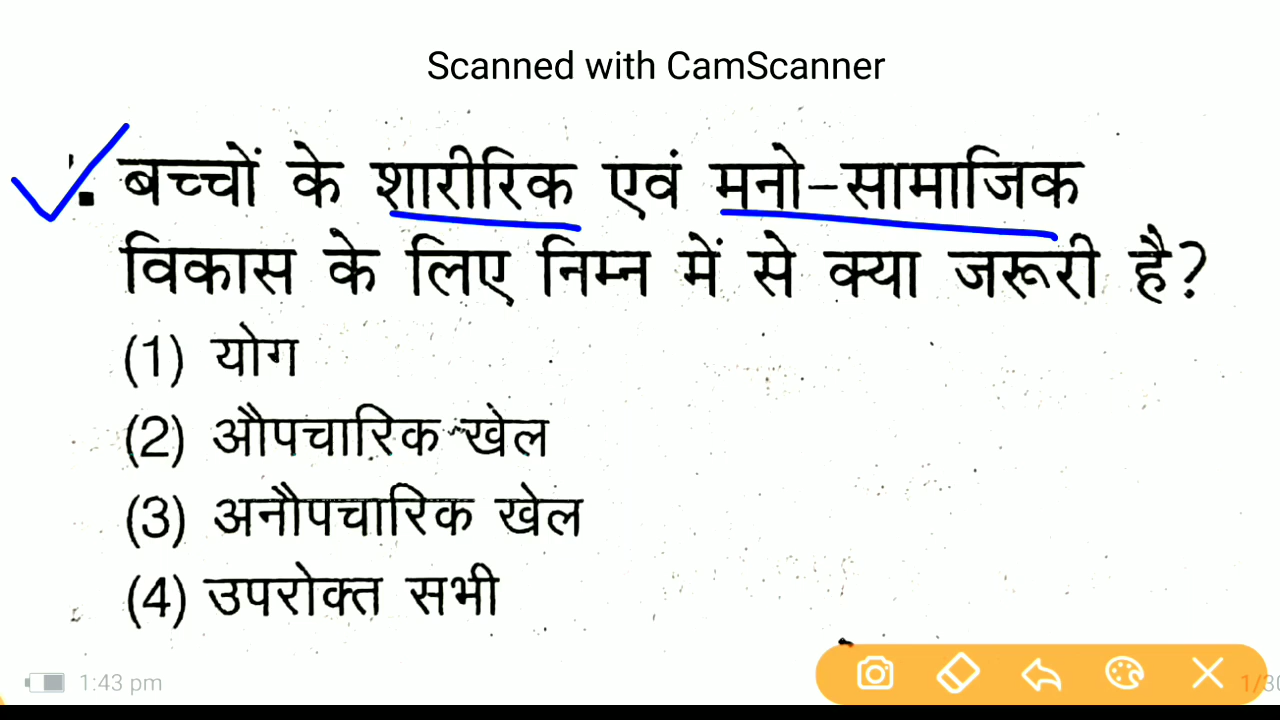 Scanned with CamScanner
बच्चों के शारीरिक एवं मनो-सामाजिक
विकास के लिए निम्न में से क्या जरूरी है?
(1) योग
(2) औपचारिक खेल
(3) अनौपचारिक खेल
(4) उपरोक्त सभी
1:43 pm